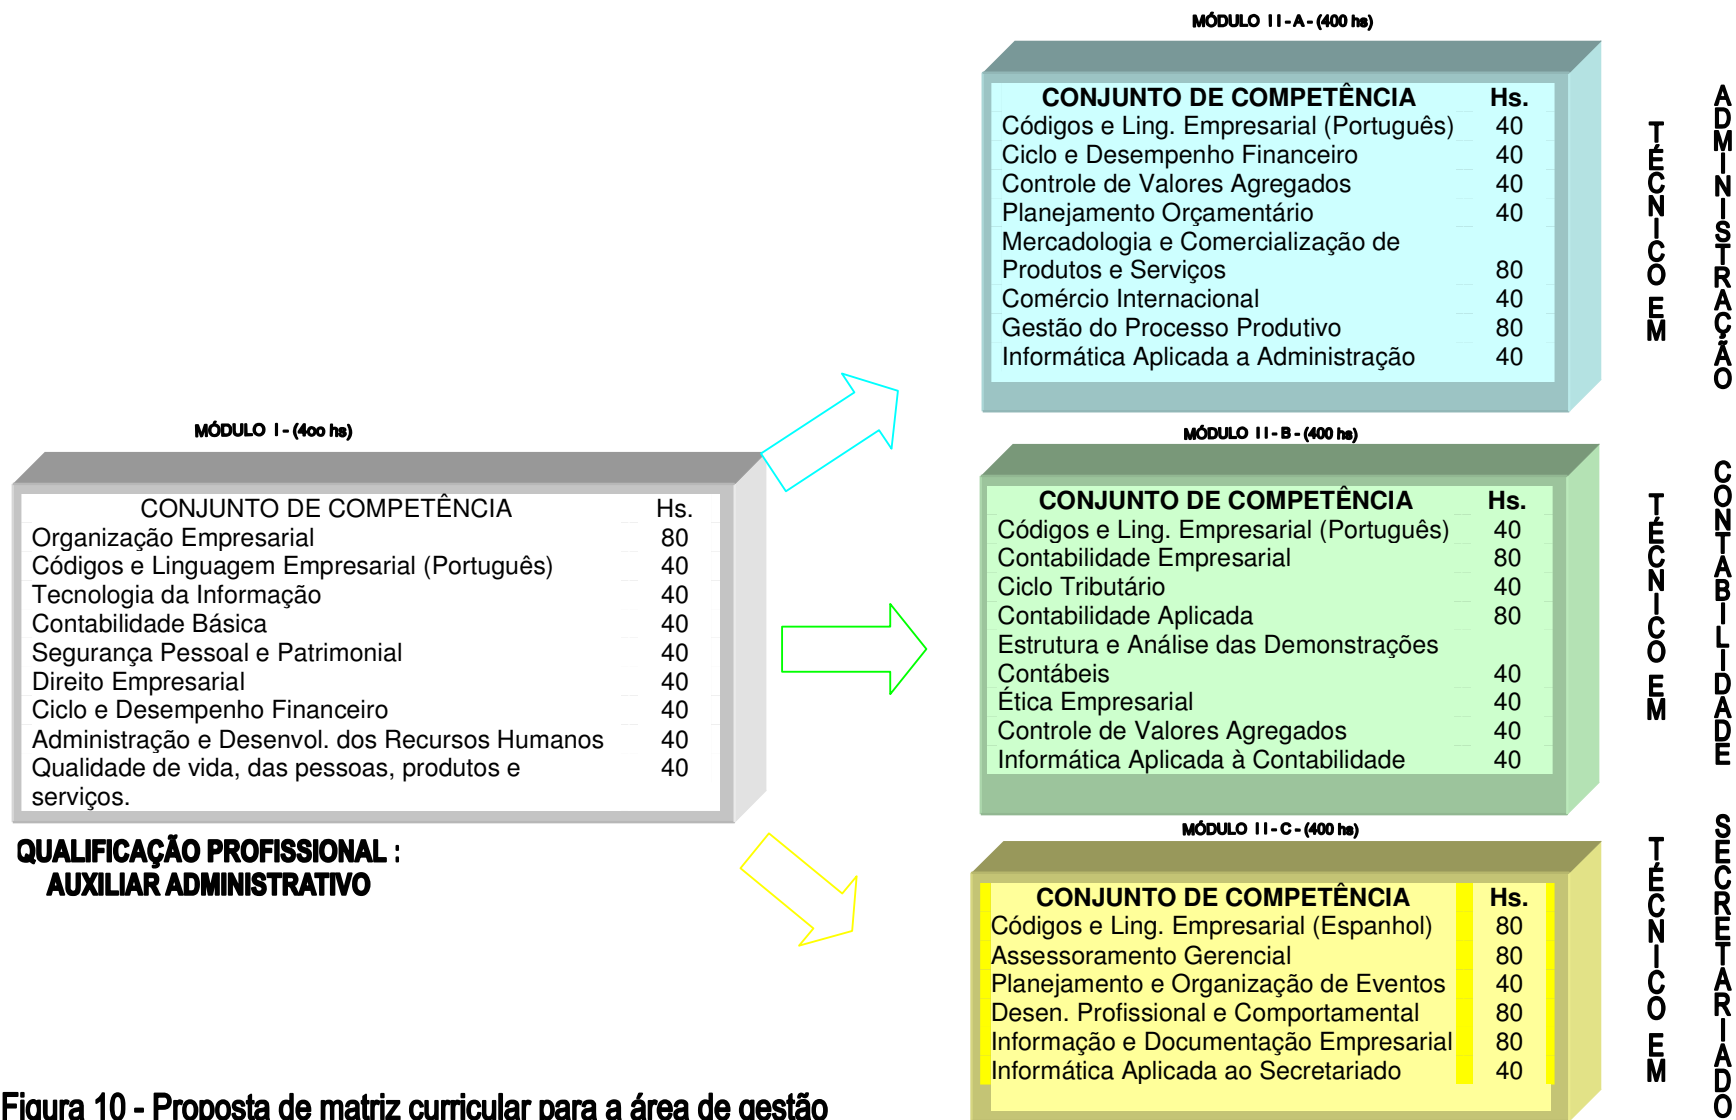 MÓDULO I - (4oo hs)
CONJUNTO DE COMPETÊNCIA Hs.
Organização Empresarial 80
Códigos e Linguagem Empresarial (Português) 40
Tecnologia da Informação 40
Contabilidade Básica 40
Segurança Pessoal e Patrimonial 40
Direito Empresarial 40
Ciclo e Desempenho Financeiro 40
Administração e Desenvol. dos Recursos Humanos 40
Qualidade de vida, das pessoas, produtos e 40
serviços.
QUALIFICAÇÃO PROFISSIONAL :
AUXILIAR ADMINISTRATIVO
MÓDULO II - A - (400 hs)
CONJUNTO DE COMPETÊNCIA Hs.
Códigos e Ling. Empresarial (Português) 40
Ciclo e Desempenho Financeiro 40
Controle de Valores Agregados 40
Planejamento Orçamentário 40
Mercadologia e Comercialização de
Produtos e Serviços 80
Comércio Internacional 40
Gestão do Processo Produtivo 80
Informática Aplicada a Administração 40
TÉCNICO EM
ADMINISTRAÇÃO
MÓDULO II - B - (400 hs)
CONJUNTO DE COMPETÊNCIA Hs.
Códigos e Ling. Empresarial (Português) 40
Contabilidade Empresarial 80
Ciclo Tributário 40
Contabilidade Aplicada 80
Estrutura e Análise das Demonstrações
Contábeis 40
Ética Empresarial 40
Controle de Valores Agregados 40
Informática Aplicada à Contabilidade 40
TÉCNICO EM
CONTABILIDADE
MÓDULO II - C - (400 hs)
CONJUNTO DE COMPETÊNCIA Hs.
Códigos e Ling. Empresarial (Espanhol) 80
Assessoramento Gerencial 80
Planejamento e Organização de Eventos 40
Desen. Profissional e Comportamental 80
Informação e Documentação Empresarial 80
Informática Aplicada ao Secretariado 40
TÉCNICO EM
SECRETARIADO
Figura 10 - Proposta de matriz curricular para a área de gestão